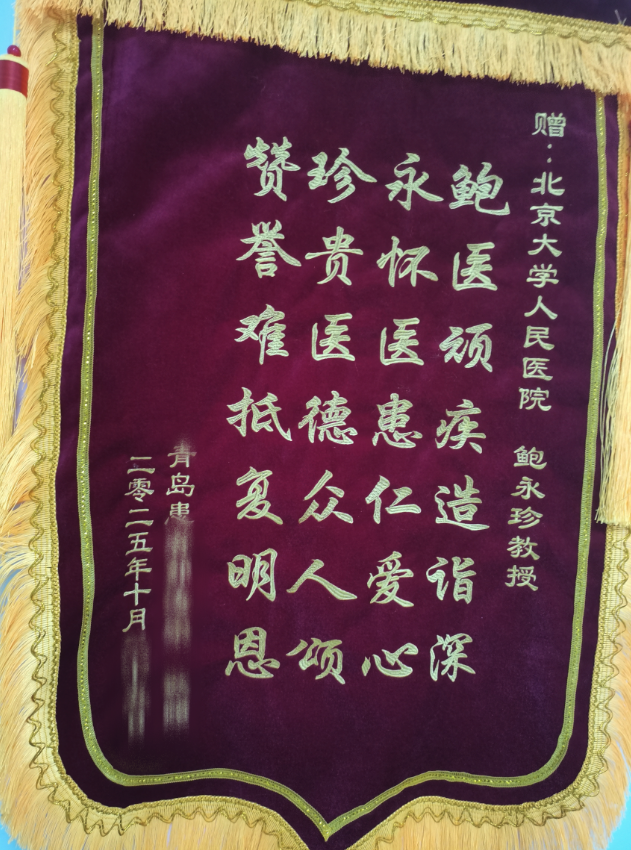 赠：北京大学人民医院 鲍永珍教授
鲍医顽疾造诣深
永怀医患仁爱心
珍贵医德众人颂
赞誉难抵复明恩
青岛患
二零二五年十月